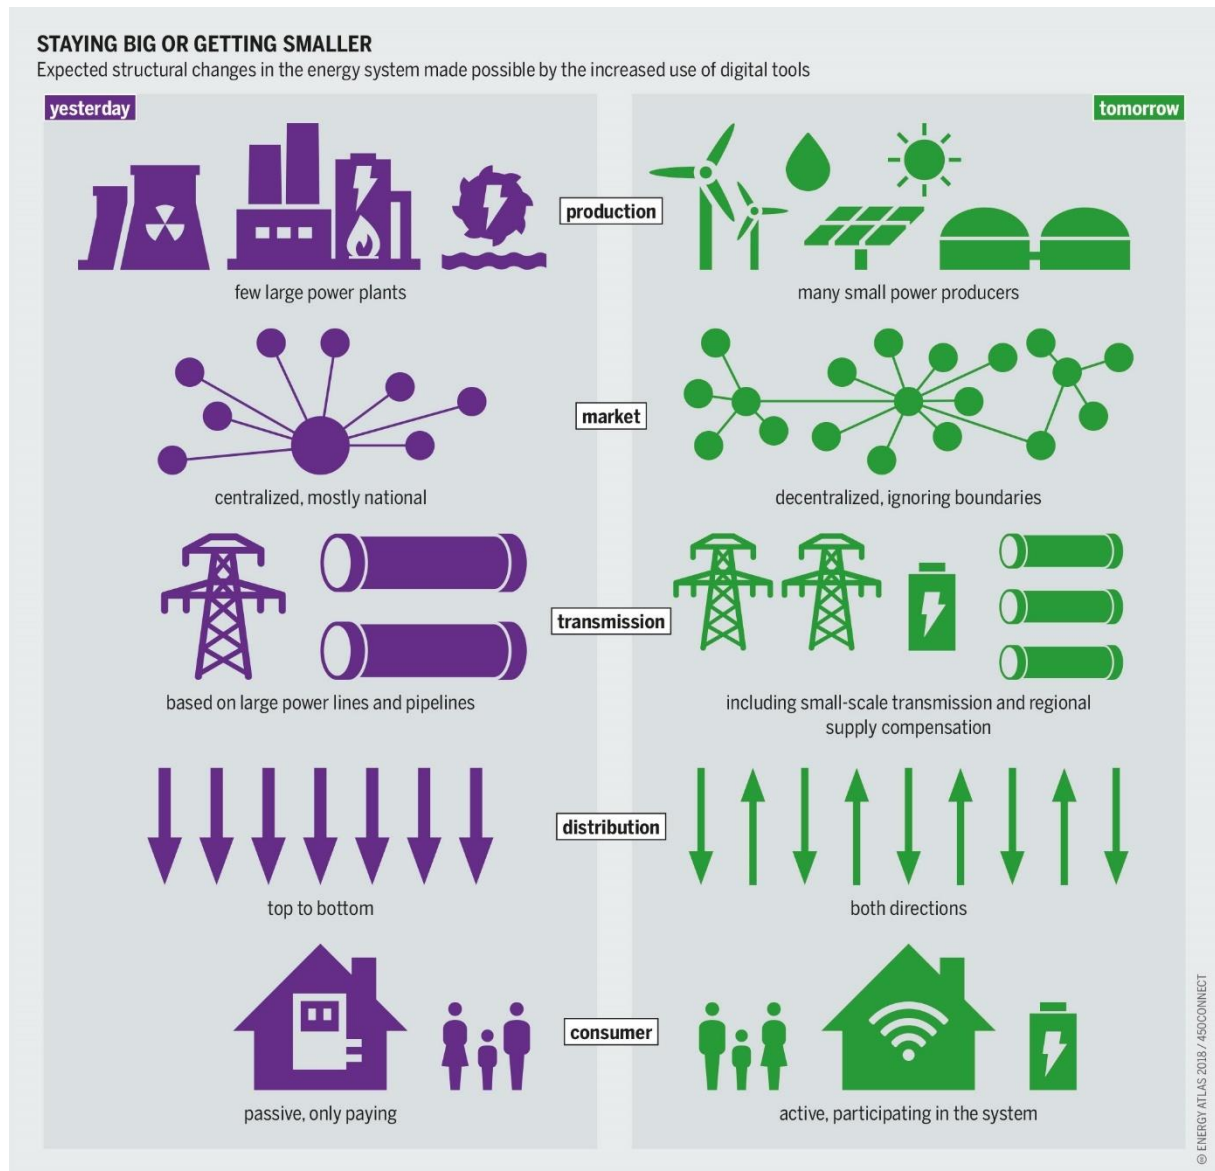 STAYING BIG OR GETTING SMALLER
Expected structural changes in the energy system made possible by the increased use of digital tools
yesterday
tomorrow
production
few large power plants
many small power producers
market
centralized, mostly national
decentralized, ignoring boundaries
transmission
based on large power lines and pipelines
including small-scale transmission and regional
supply compensation
distribution
top to bottom
both directions
consumer
passive, only paying
active, participating in the system
ENERGY ATLAS 2018 / 450CONNECT